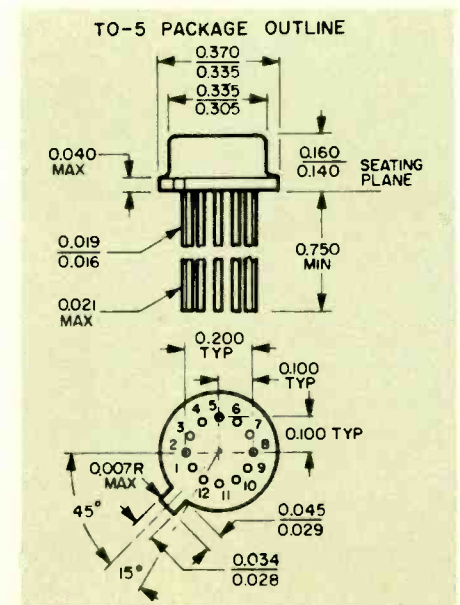 TO-5 PACKAGE OUTLINE
0.370
0.335
0.335
0.305
0.040
MAX
0.160
0.140
SEATING
PLANE
0.019
0.016
0.750
MIN
0.021
MAX
0.200
TYP
0.100
TYP
0.100 TYP
5
4
6
3
7
2
8
1
9
12
11
10
0.007R
MAX
45°
15°
0.045
0.029
0.034
0.028